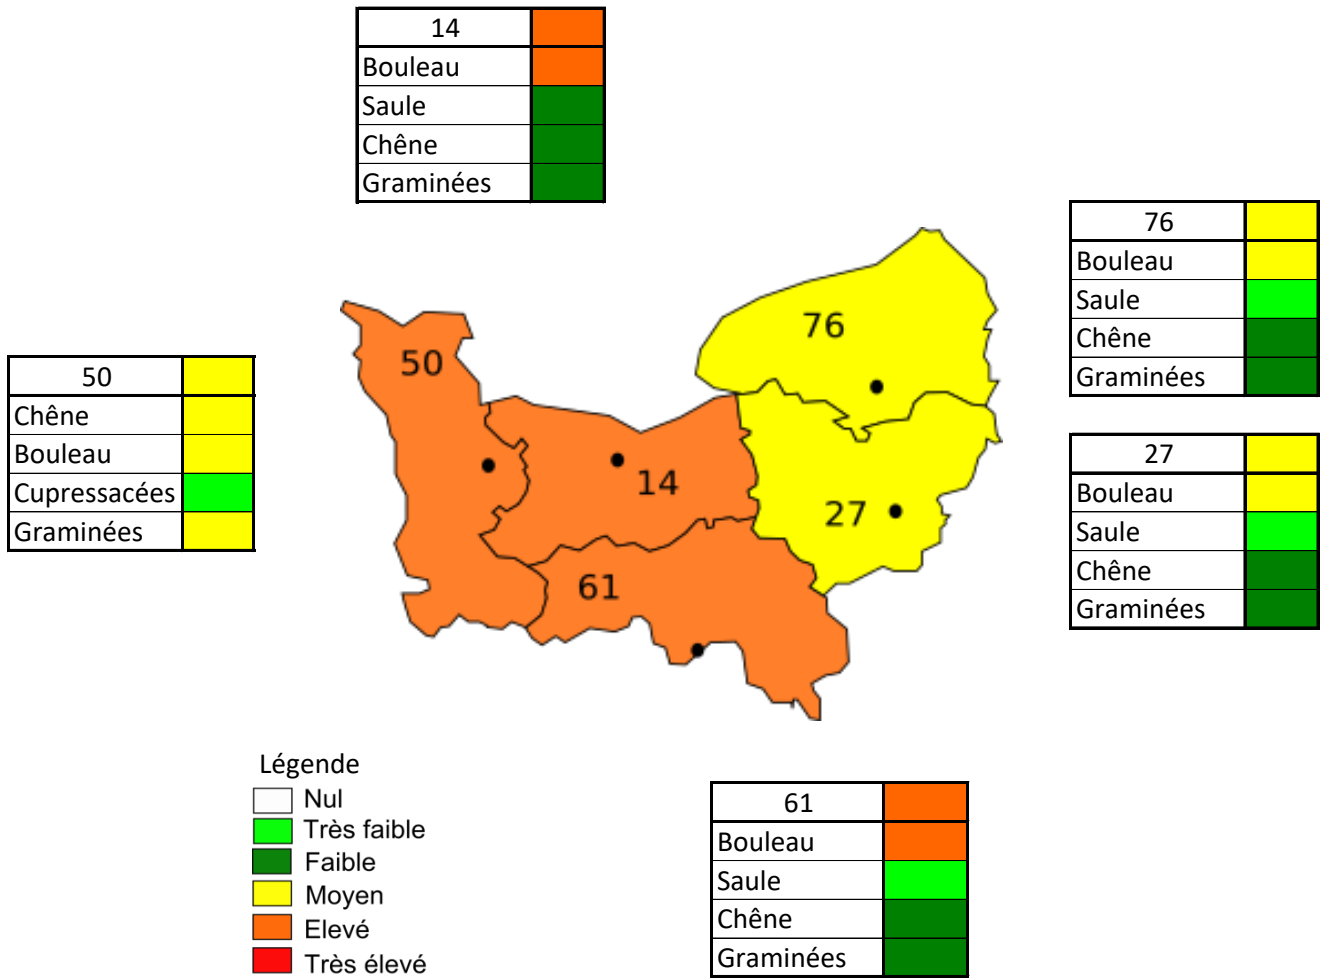 14
Bouleau
Saule
Chêne
Graminées
76
Bouleau
Saule
Chêne
Graminées
50
Chêne
Bouleau
Cupressacées
Graminées
76
50
14
27
61
27
Bouleau
Saule
Chêne
Graminées
Légende
Nul
Très faible
Faible
Moyen
Elevé
Très élevé
61
Bouleau
Saule
Chêne
Graminées